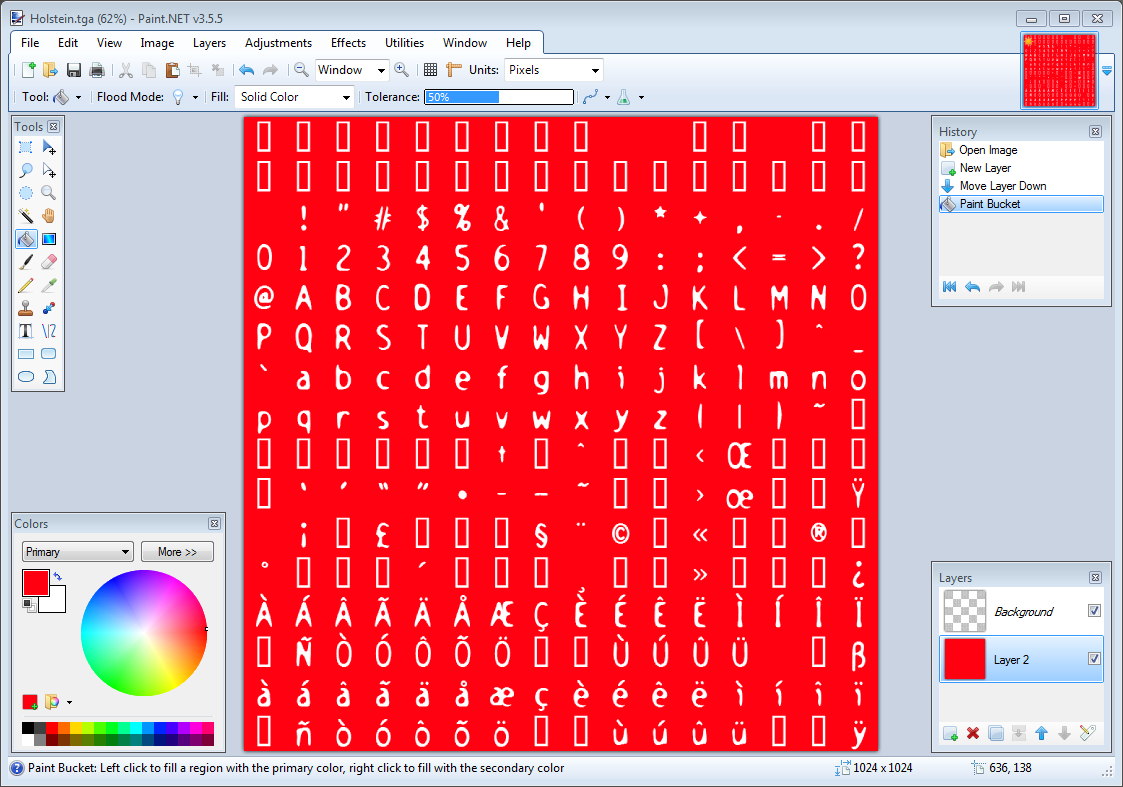 Holstein.tga (62%) - Paint.NET v3.5.5
File Edit View Image Layers Adjustments Effects Utilities Window Help
Window Units: Pixels
Tool: Flood Mode: Fill: Solid Color Tolerance: 50%
Tools
! " # $ % & ' ( ) * + , - . /
0 1 2 3 4 5 6 7 8 9 : ; < = > ?
@ A B C D E F G H I J K L M N O
P Q R S T U V W X Y Z [ \ ] ^ _
` a b c d e f g h i j k l m n o
p q r s t u v w x y z { | } ~
† ˆ ‹ Œ
‘ ’ “ ” • – — ˜ › œ Ÿ
¡ £ § ¨ © « ®
° ´ » ¿
À Á Â Ã Ä Å Æ Ç È É Ê Ë Ì Í Î Ï
Ñ Ò Ó Ô Õ Ö Ù Ú Û Ü ß
à á â ã ä å æ ç è é ê ë ì í î ï
ñ ò ó ô õ ö ù ú û ü ÿ
History
Open Image
New Layer
Move Layer Down
Paint Bucket
Colors
Primary More >>
Layers
Background
Layer 2
Paint Bucket: Left click to fill a region with the primary color, right click to fill with the secondary color 1024 x 1024 636, 138